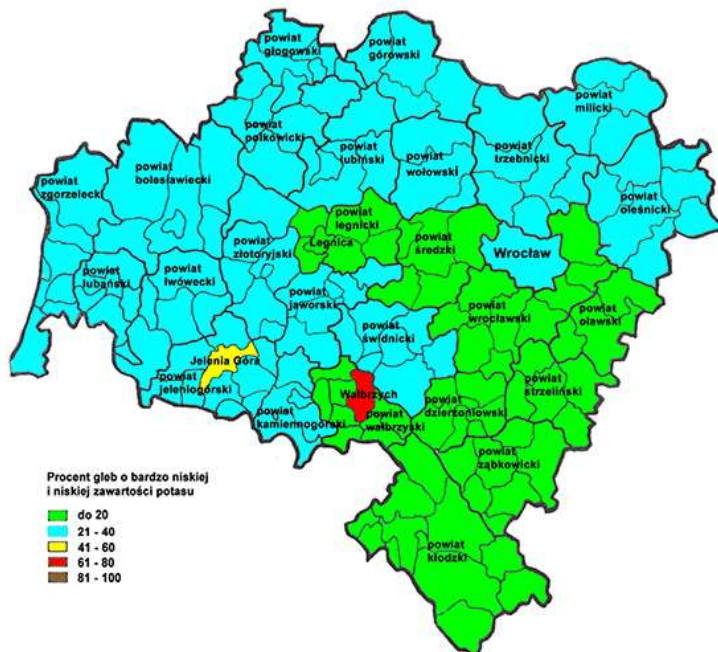 powiat
głogowski
powiat
górowski
powiat
milicki
powiat
polkowicki
powiat
lubiński
powiat
wołowski
powiat
trzebnicki
powiat
zgorzelecki
powiat
bolesławiecki
powiat
oleśnicki
powiat
legnicki
Legnica
powiat
złotoryjski
powiat
średzki
Wrocław
powiat
lubański
powiat
lwówecki
powiat
jaworski
powiat
wrocławski
powiat
oławski
powiat
świdnicki
Jelenia Góra
powiat
jeleniogórski
Wałbrzych
powiat
strzeliński
powiat
kamiennogórski
powiat
wałbrzyski
powiat
dzierżoniowski
powiat
ząbkowicki
powiat
kłodzki
Procent gleb o bardzo niskiej
i niskiej zawartości potasu
do 20
21 - 40
41 - 60
61 - 80
81 - 100